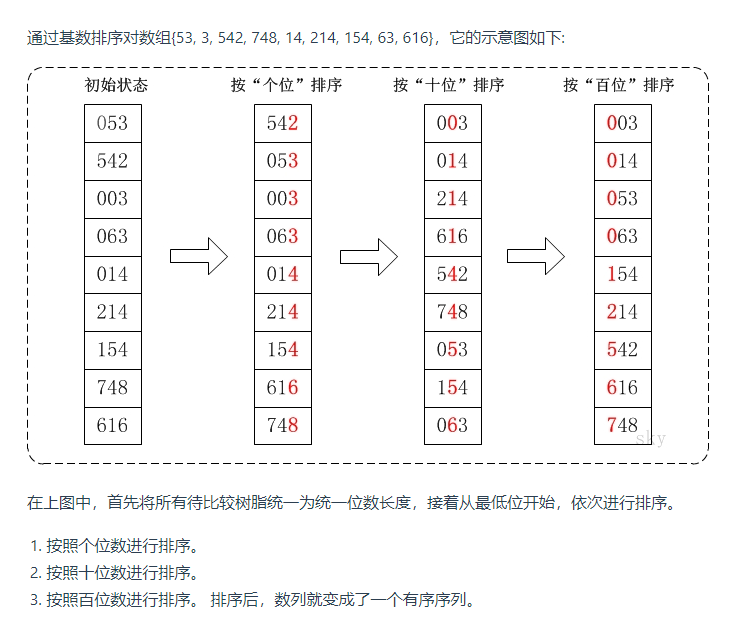 通过基数排序对数组{53, 3, 542, 748, 14, 214, 154, 63, 616}，它的示意图如下:
初始状态 按“个位”排序 按“十位”排序 按“百位”排序
053 542 003 003
542 053 014 014
003 003 214 053
063 063 616 063
014 014 542 154
214 214 748 214
154 154 053 542
748 616 154 616
616 748 063 748
sky
在上图中，首先将所有待比较树脂统一为统一位数长度，接着从最低位开始，依次进行排序。
1. 按照个位数进行排序。
2. 按照十位数进行排序。
3. 按照百位数进行排序。 排序后，数列就变成了一个有序序列。